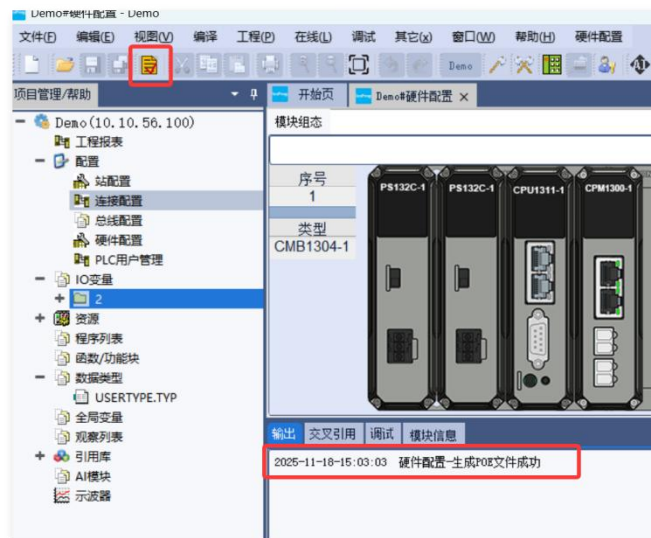 Demo#硬件配置 - Demo
文件(F) 编辑(E) 视图(V) 编译 工程(P) 在线(L) 调试 其它(x) 窗口(W) 帮助(H) 硬件配置
Demo
项目管理/帮助
开始页 Demo#硬件配置
Demo(10.10.56.100)
工程报表
配置
站配置
连接配置
总线配置
硬件配置
PLC用户管理
IO变量
2
资源
程序列表
函数/功能块
数据类型
USERTYPE.TYP
全局变量
观察列表
引用库
AI模块
示波器
模块组态
序号
1
类型
CMB1304-1
PS132C-1 PS132C-1 CPU1311-1 CPM1300-1
输出 交叉引用 调试 模块信息
2025-11-18-15:03:03 硬件配置-生成POE文件成功